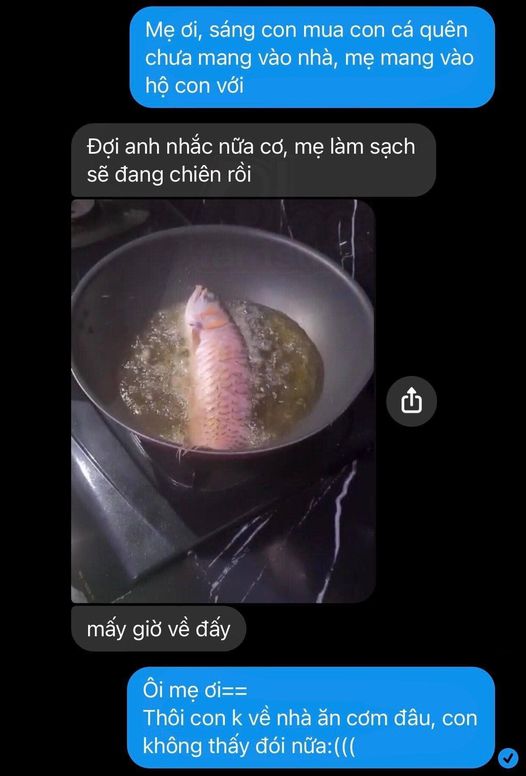 Mẹ ơi, sáng con mua con cá quên
chưa mang vào nhà, mẹ mang vào
hộ con với
Đợi anh nhắc nữa cơ, mẹ làm sạch
sẽ đang chiên rồi
mấy giờ về đấy
Ôi mẹ ơi==
Thôi con k về nhà ăn cơm đâu, con
không thấy đói nữa:(((